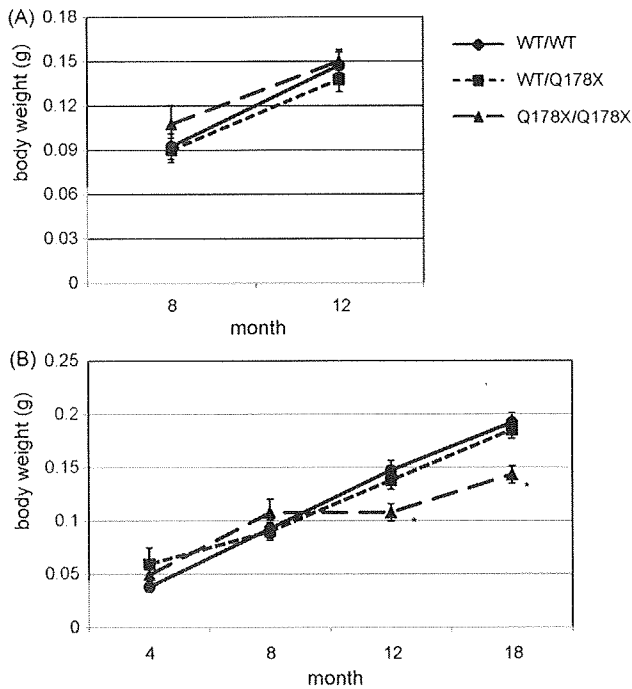 (A)
0.18
0.15
0.12
0.09
0.06
0 03
0
body weight (g)
8
12
month
WT/WT
WT/Q178X
Q178X/Q178X
(B)
0.25
0.2
0.15
0.1
0.05
0
body weight (g)
*
*
4
8
12
18
month